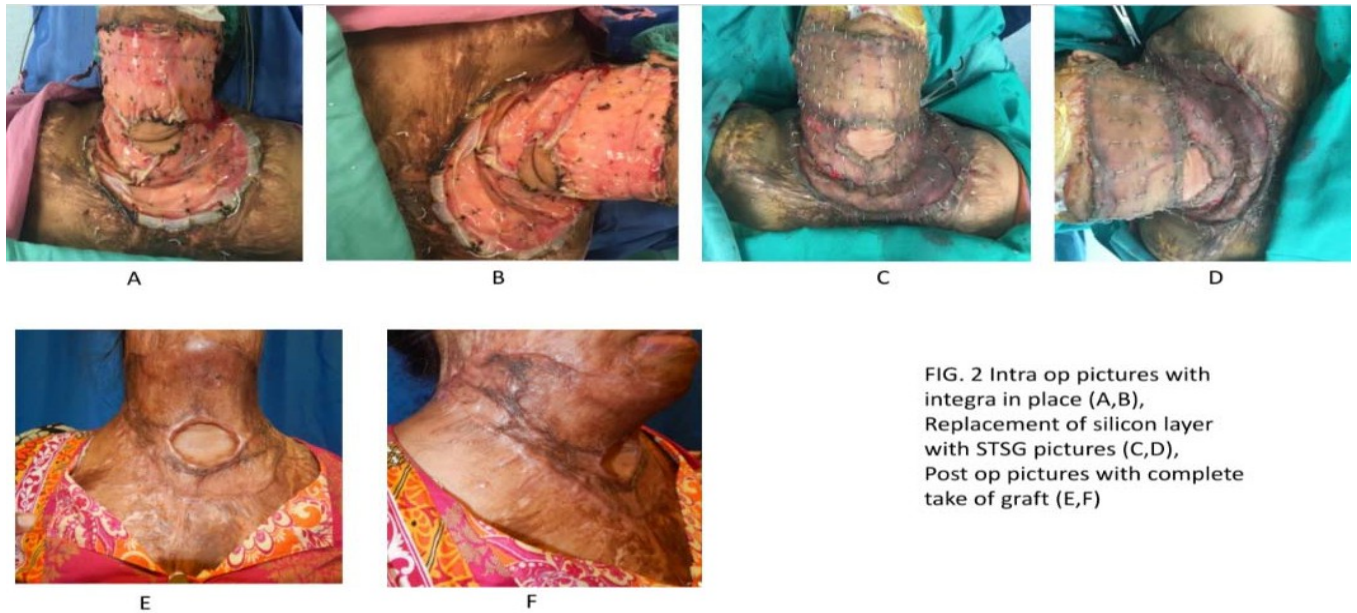 A
B
C
D
E
F
FIG. 2 Intra op pictures with
integra in place (A,B),
Replacement of silicon layer
with STSG pictures (C,D),
Post op pictures with complete
take of graft (E,F)